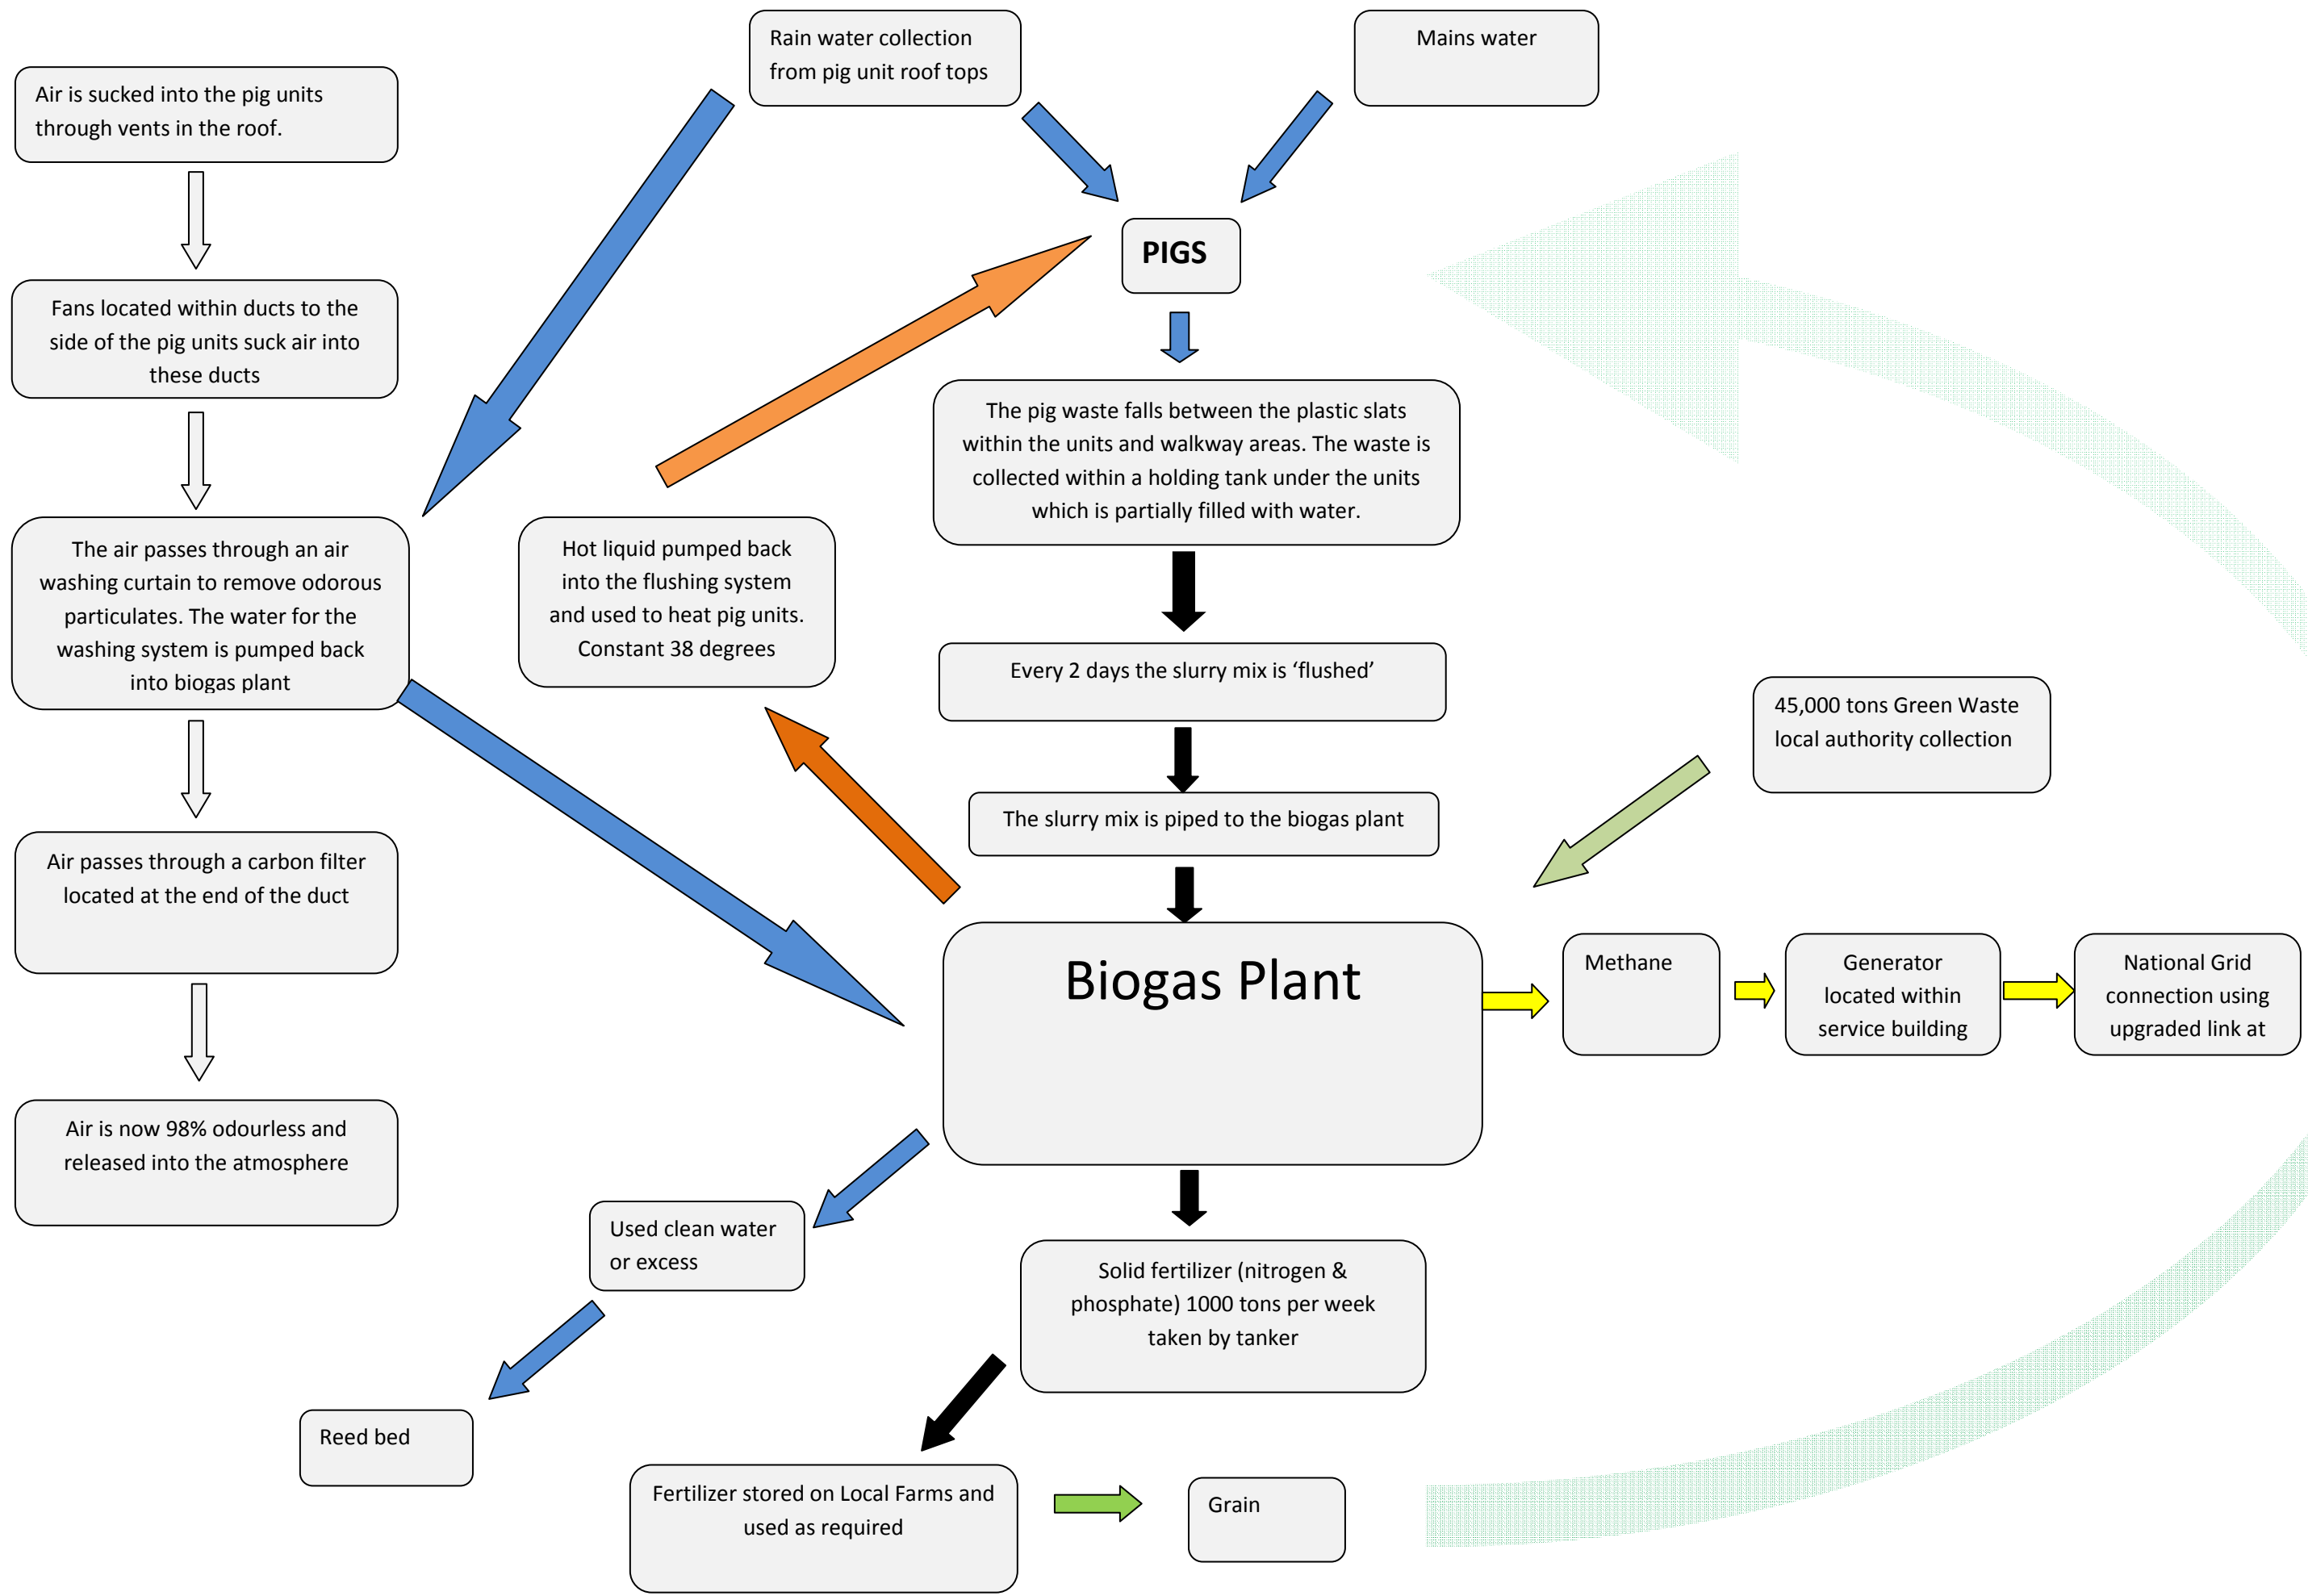 Rain water collection
from pig unit roof tops
Mains water
Air is sucked into the pig units
through vents in the roof.
PIGS
Fans located within ducts to the
side of the pig units suck air into
these ducts
The pig waste falls between the plastic slats
within the units and walkway areas. The waste is
collected within a holding tank under the units
which is partially filled with water.
The air passes through an air
washing curtain to remove odorous
particulates. The water for the
washing system is pumped back
into biogas plant
Hot liquid pumped back
into the flushing system
and used to heat pig units.
Constant 38 degrees
Every 2 days the slurry mix is ‘flushed’
45,000 tons Green Waste
local authority collection
The slurry mix is piped to the biogas plant
Air passes through a carbon filter
located at the end of the duct
Biogas Plant
Methane
Generator
located within
service building
National Grid
connection using
upgraded link at
Air is now 98% odourless and
released into the atmosphere
Used clean water
or excess
Solid fertilizer (nitrogen &
phosphate) 1000 tons per week
taken by tanker
Reed bed
Fertilizer stored on Local Farms and
used as required
Grain